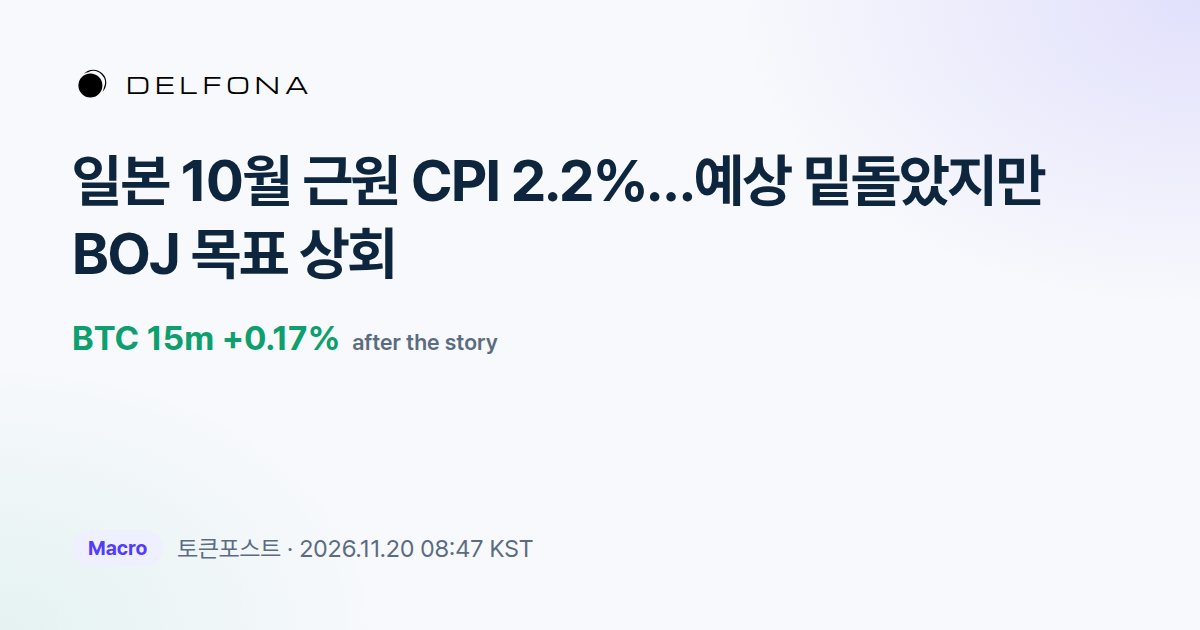 DELFONA
일본 10월 근원 CPI 2.2%...예상 밑돌았지만
BOJ 목표 상회
BTC 15m +0.17% after the story
Macro 토큰포스트 · 2026.11.20 08:47 KST